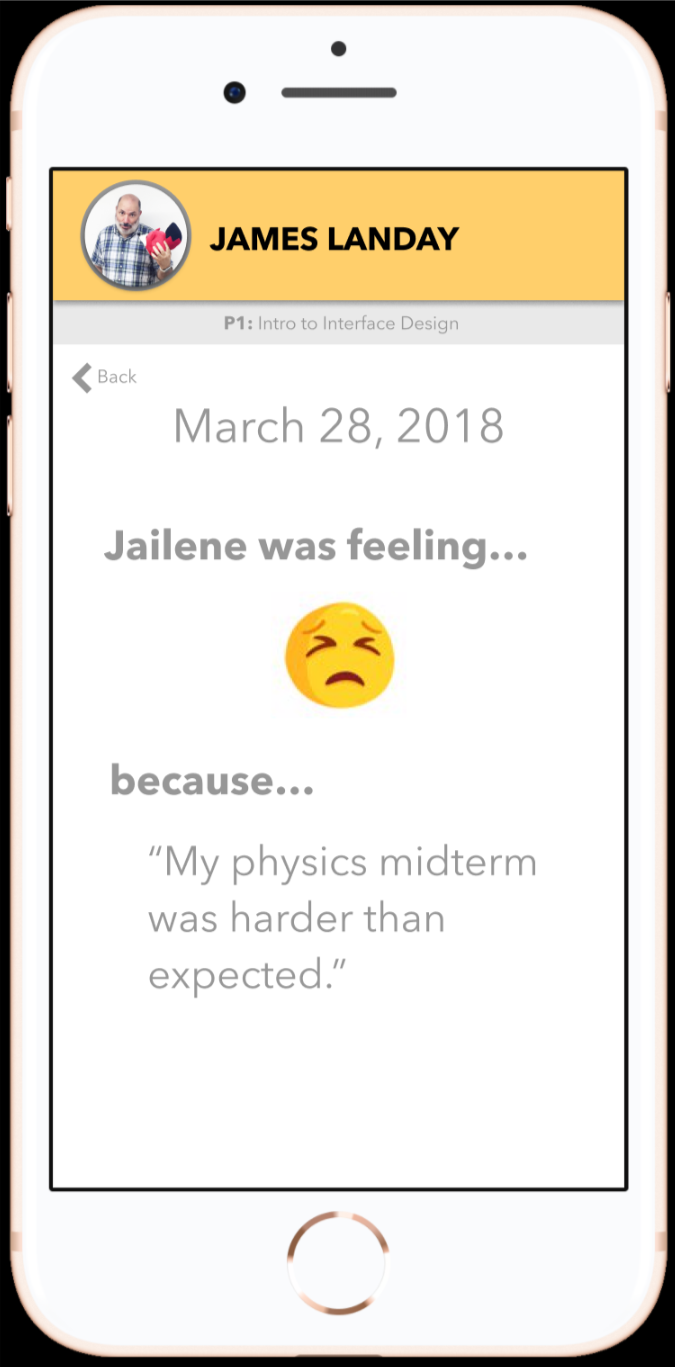 JAMES LANDAY
P1: Intro to Interface Design
Back
March 28, 2018
Jailene was feeling...
because...
“My physics midterm
was harder than
expected.”